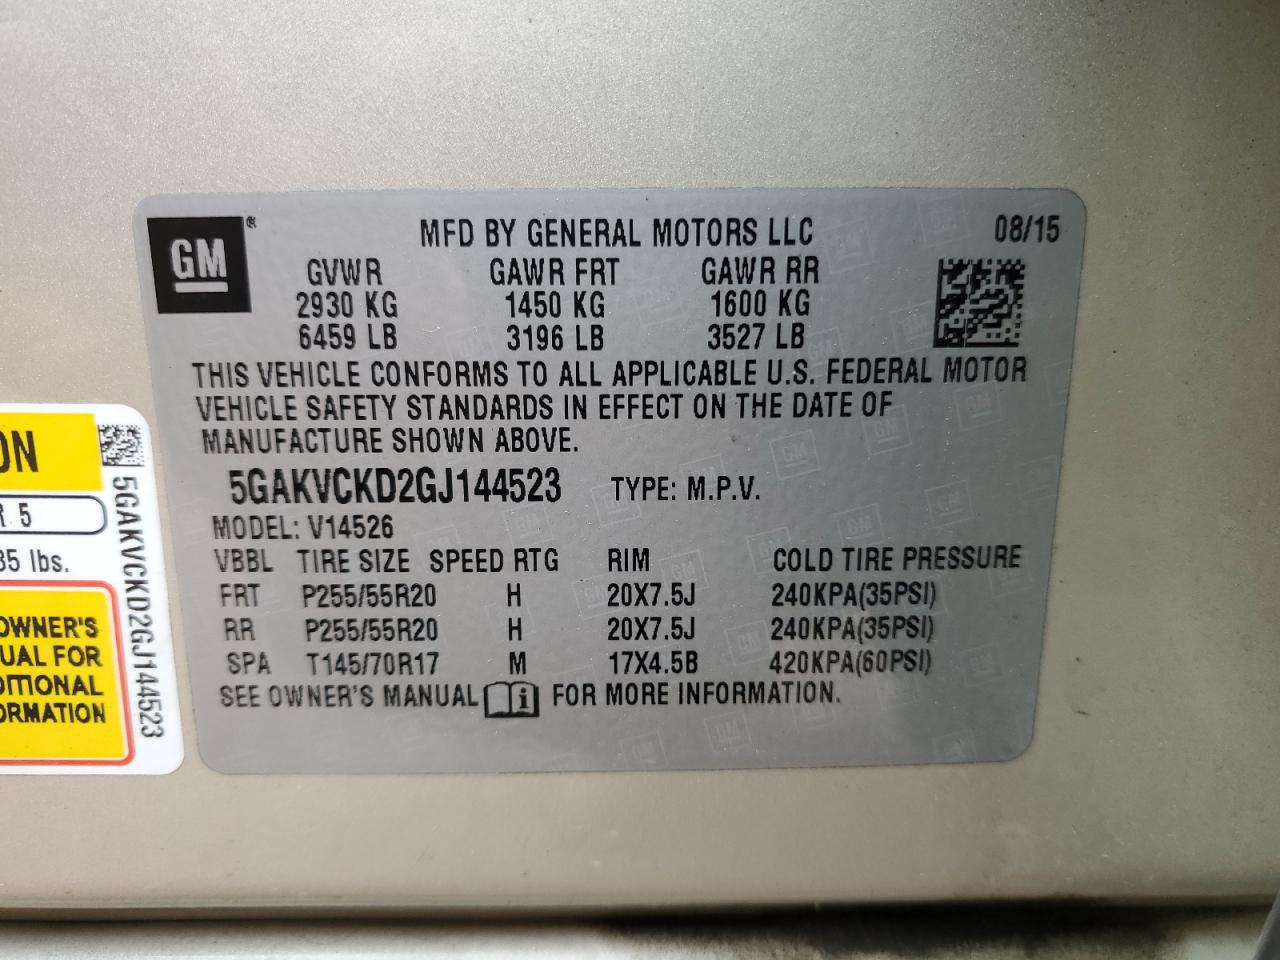 GM®
MFD BY GENERAL MOTORS LLC 08/15
GVWR GAWR FRT GAWR RR
2930 KG 1450 KG 1600 KG
6459 LB 3196 LB 3527 LB
THIS VEHICLE CONFORMS TO ALL APPLICABLE U.S. FEDERAL MOTOR
VEHICLE SAFETY STANDARDS IN EFFECT ON THE DATE OF
MANUFACTURE SHOWN ABOVE.
5GAKVCKD2GJ144523 TYPE: M.P.V.
MODEL: V14526
VBBL TIRE SIZE SPEED RTG RIM COLD TIRE PRESSURE
FRT P255/55R20 H 20X7.5J 240KPA(35PSI)
RR P255/55R20 H 20X7.5J 240KPA(35PSI)
SPA T145/70R17 M 17X4.5B 420KPA(60PSI)
SEE OWNER'S MANUAL i FOR MORE INFORMATION.
ON
R 5
35 lbs.
OWNER'S
UAL FOR
DITIONAL
ORMATION
5GAKVCKD2GJ144523